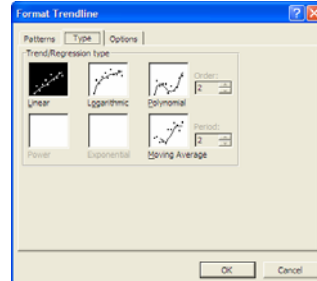 Format Trendline
Patterns Type Options
Trend/Regression type
Order:
2
Linear Logarithmic Polynomial
Period:
2
Power Exponential Moving Average
OK Cancel